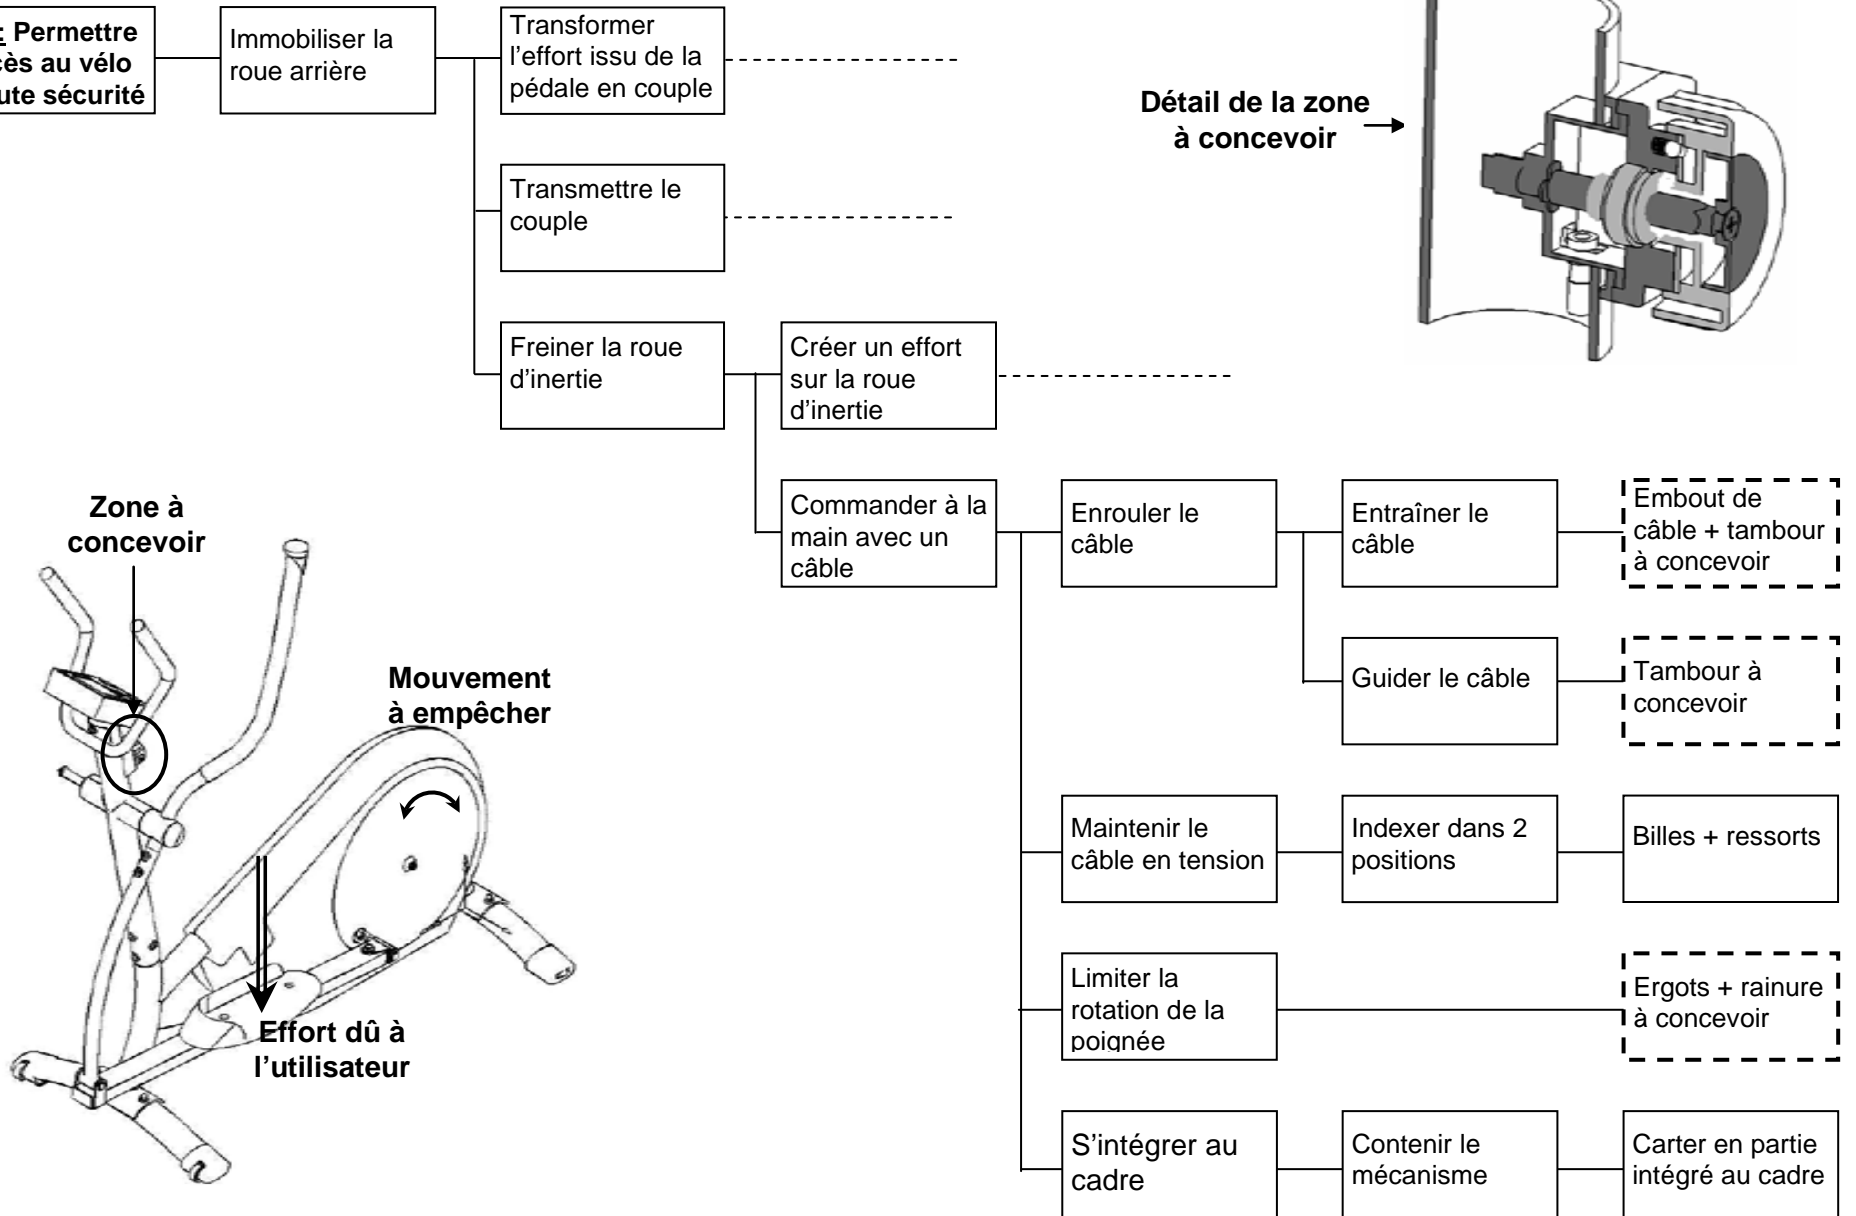 : Permettre
ès au vélo
ute sécurité
Immobiliser la
roue arrière
Transformer
l’effort issu de la
pédale en couple
Détail de la zone
à concevoir
Transmettre le
couple
Freiner la roue
d’inertie
Créer un effort
sur la roue
d’inertie
Zone à
concevoir
Commander à la
main avec un
câble
Enrouler le
câble
Entraîner le
câble
Embout de
câble + tambour
à concevoir
Guider le câble
Tambour à
concevoir
Mouvement
à empêcher
Maintenir le
câble en tension
Indexer dans 2
positions
Billes + ressorts
Limiter la
rotation de la
poignée
Ergots + rainure
à concevoir
Effort dû à
l’utilisateur
S’intégrer au
cadre
Contenir le
mécanisme
Carter en partie
intégré au cadre